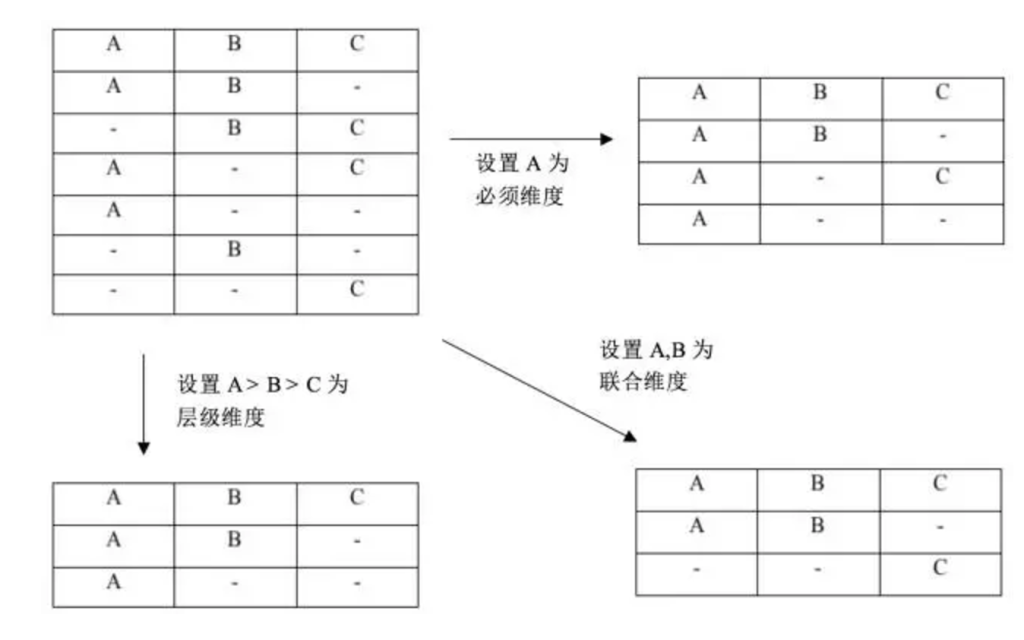 A B C
A B -
- B C
A - C
A - -
- B -
- - C
设置 A 为
必须维度
A B C
A B -
A - C
A - -
设置 A> B> C 为
层级维度
A B C
A B -
A - -
设置 A,B 为
联合维度
A B C
A B -
- - C